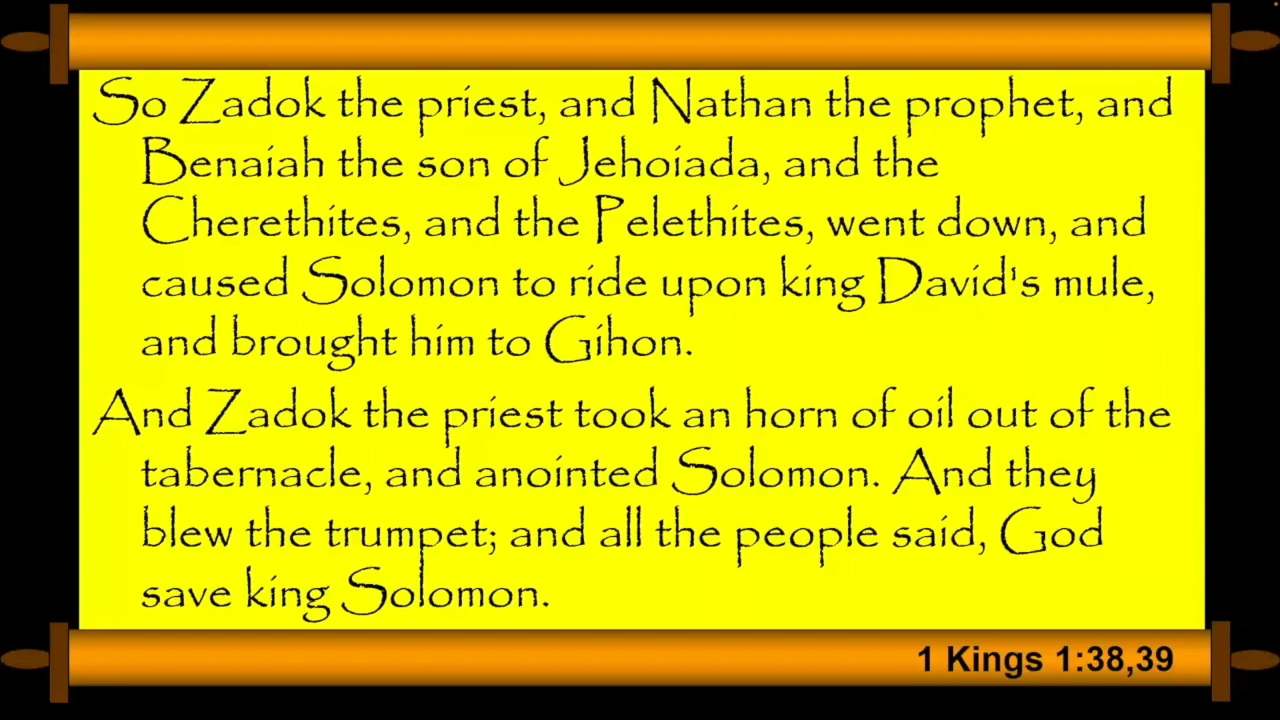 So Zadok the priest, and Nathan the prophet, and
Benaiah the son of Jehoiada, and the
Cherethites, and the Pelethites, went down, and
caused Solomon to ride upon king David's mule,
and brought him to Gihon.
And Zadok the priest took an horn of oil out of the
tabernacle, and anointed Solomon. And they
blew the trumpet; and all the people said, God
save king Solomon.
1 Kings 1:38,39